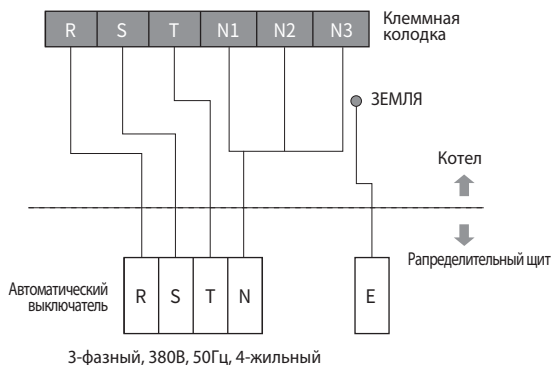 R S T N1 N2 N3
Клеммная
колодка
ЗЕМЛЯ
Котел
Рапределительный щит
Автоматический
выключатель
R S T N
E
3-фазный, 380В, 50Гц, 4-жильный